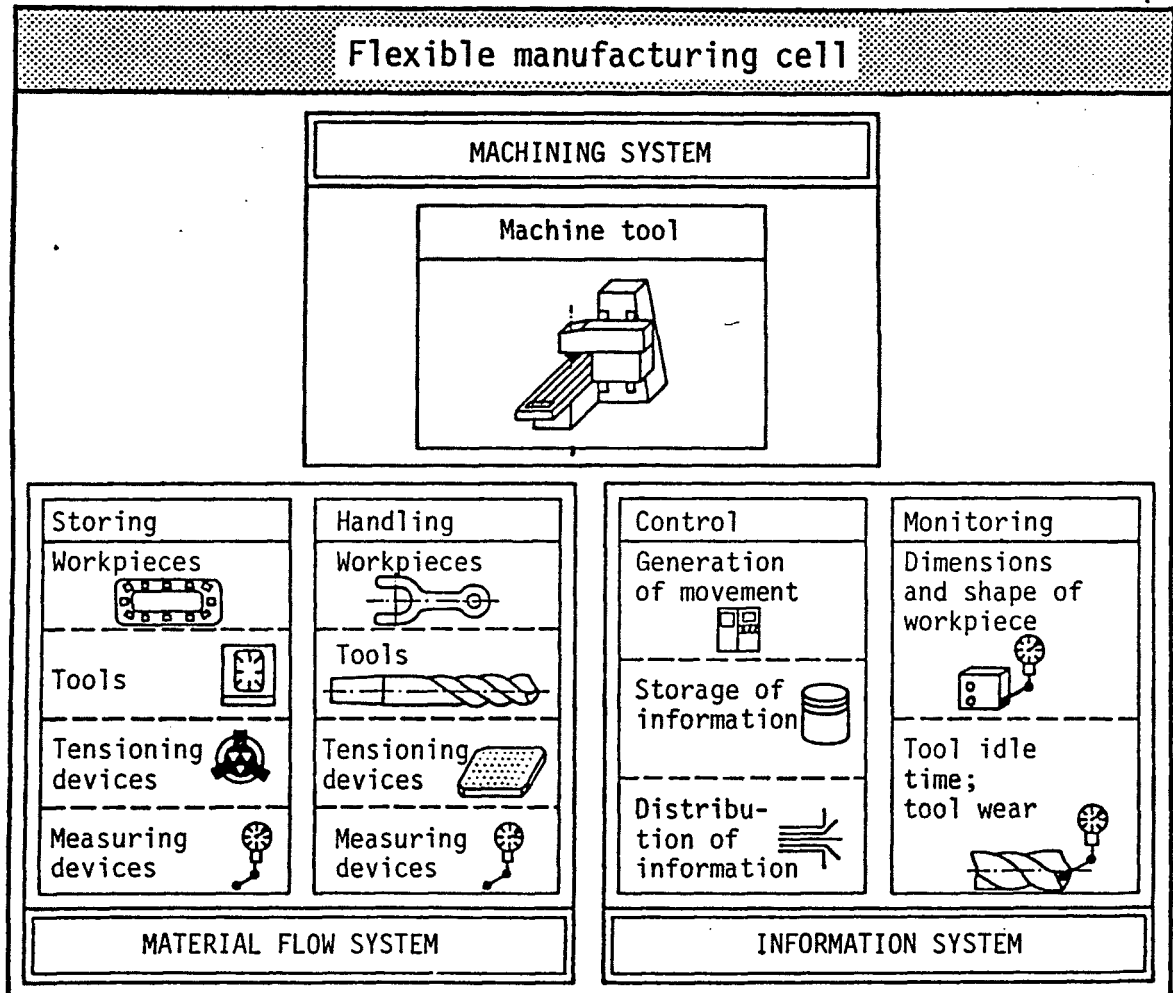 Flexible manufacturing cell
MACHINING SYSTEM
Machine tool
Storing
Workpieces
Tools
Tensioning
devices
Measuring
devices
Handling
Workpieces
Tools
Tensioning
devices
Measuring
devices
MATERIAL FLOW SYSTEM
Control
Generation
of movement
Storage of
information
Distribu-
tion of
information
Monitoring
Dimensions
and shape of
workpiece
Tool idle
time;
tool wear
INFORMATION SYSTEM